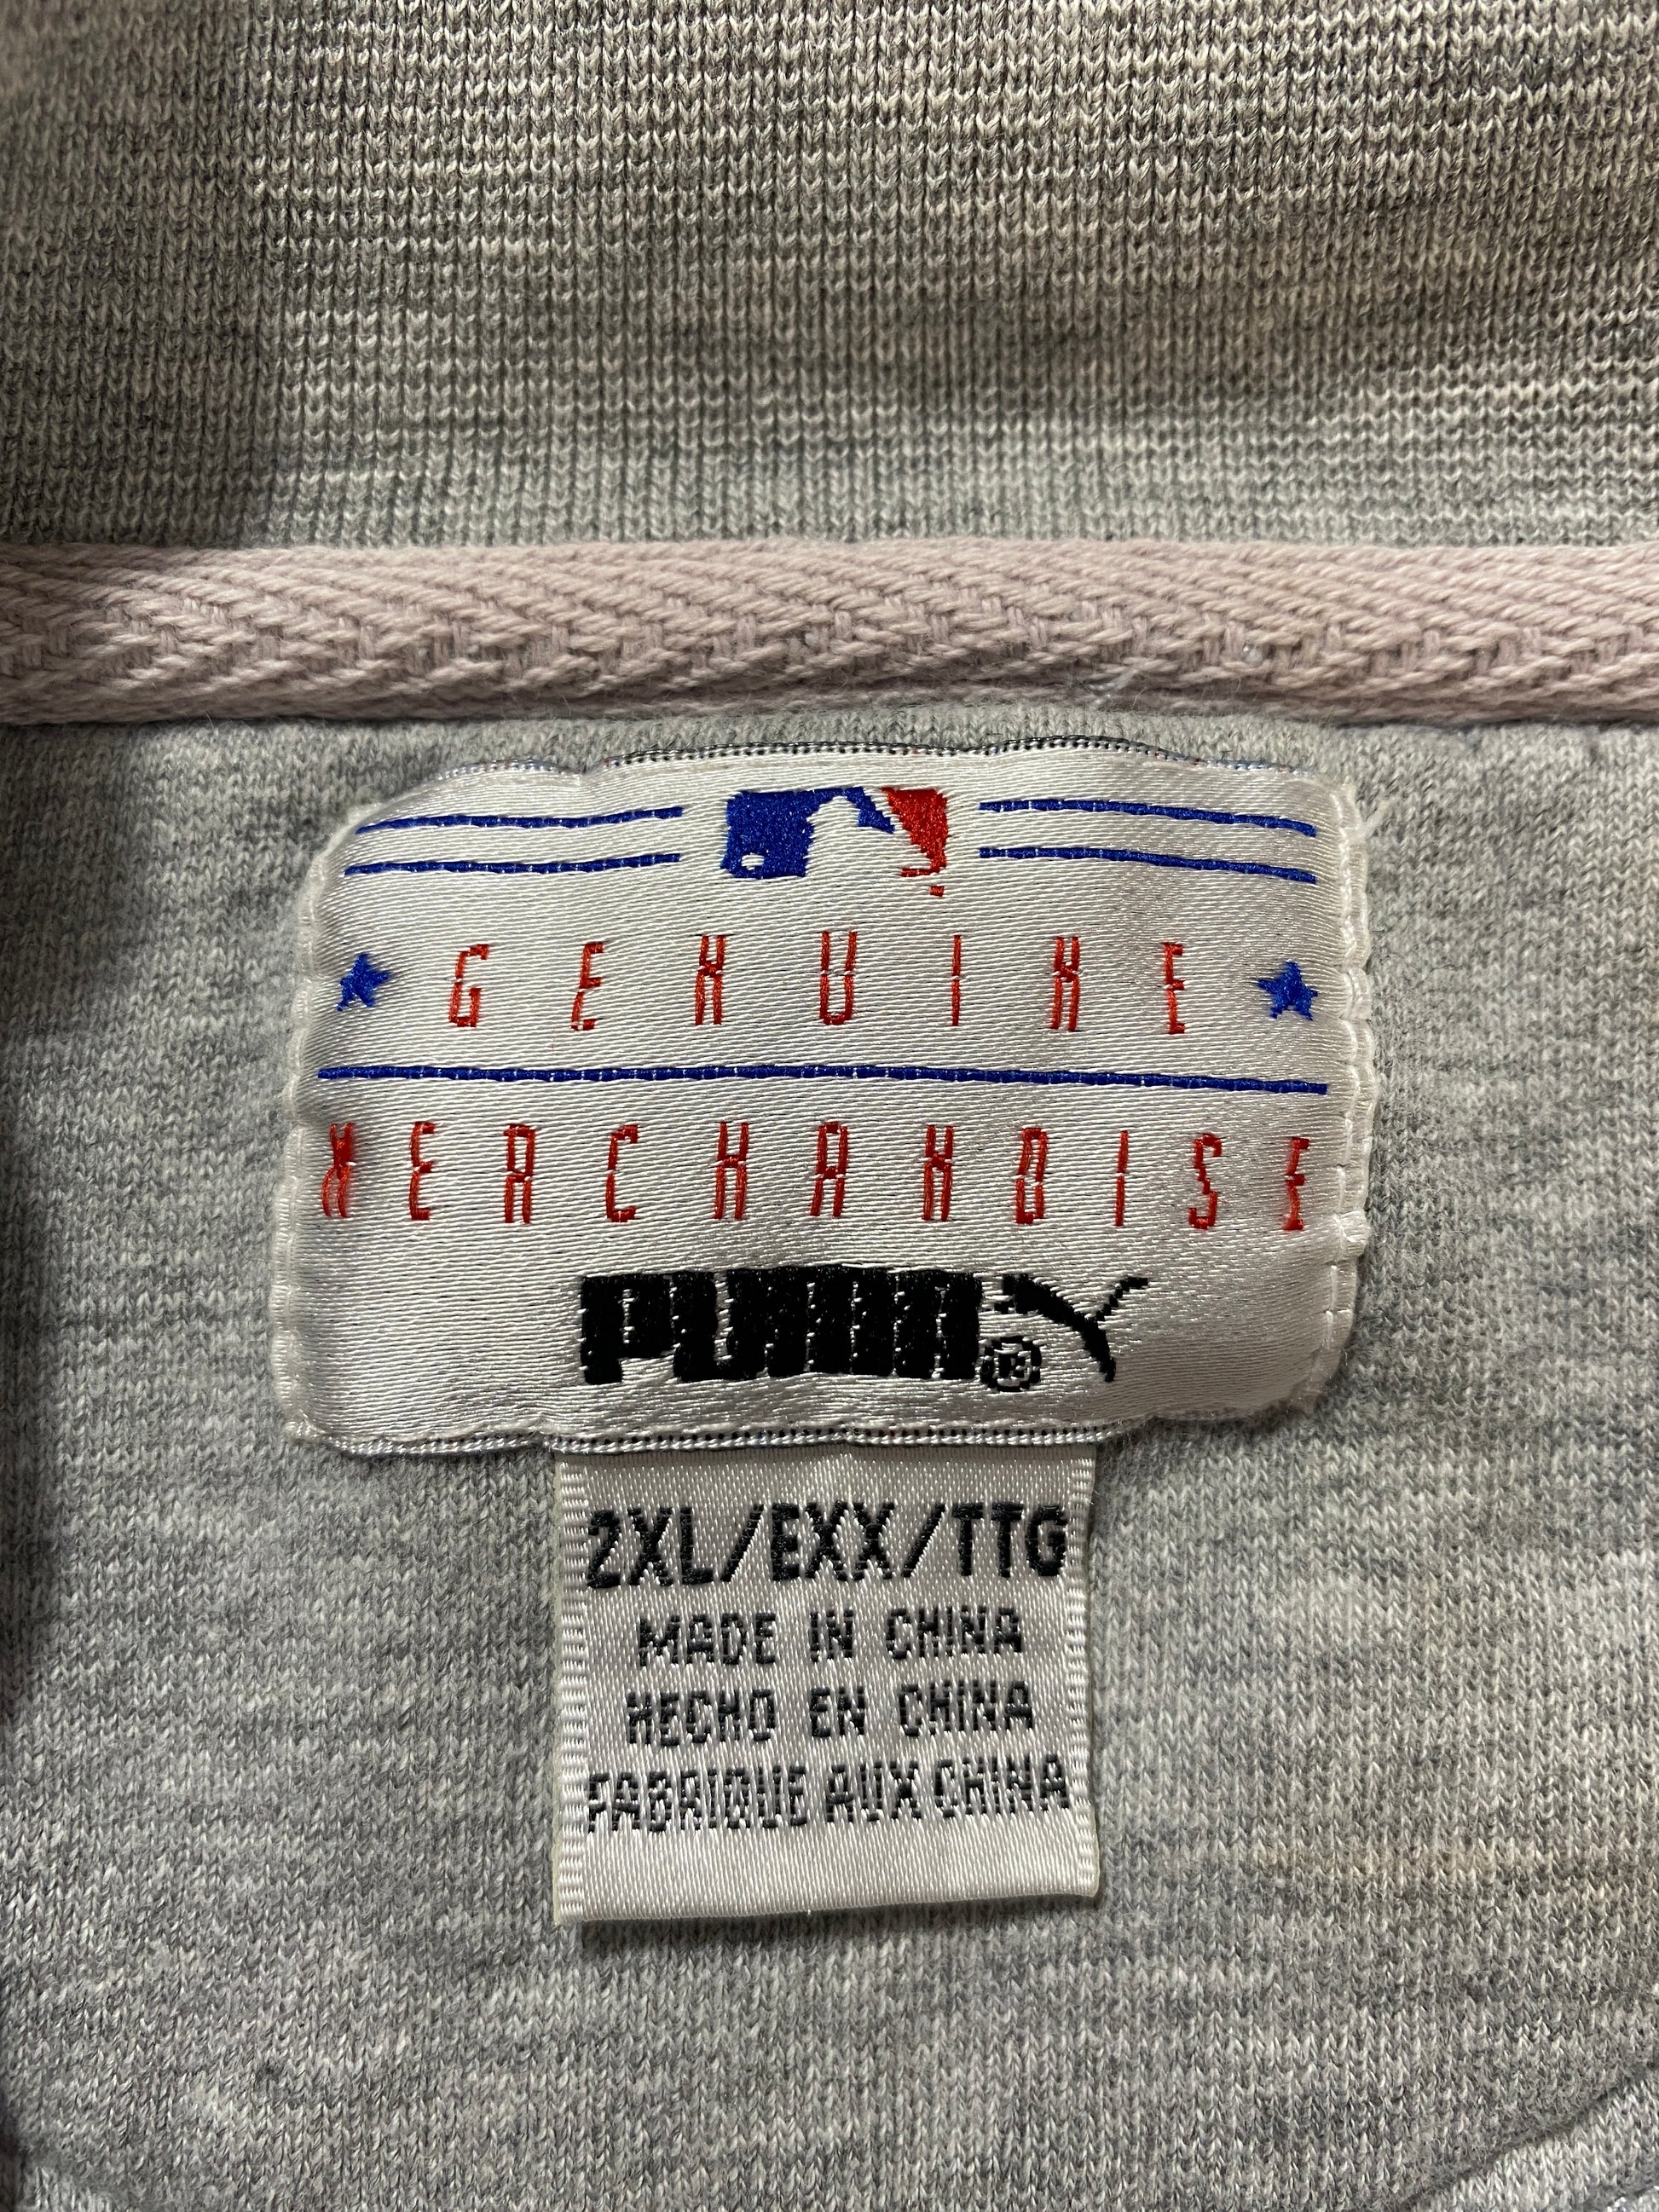 GENUINE
MERCHANDISE
PUMA®
2XL/EXX/TTG
MADE IN CHINA
HECHO EN CHINA
FABRIQUE AUX CHINA